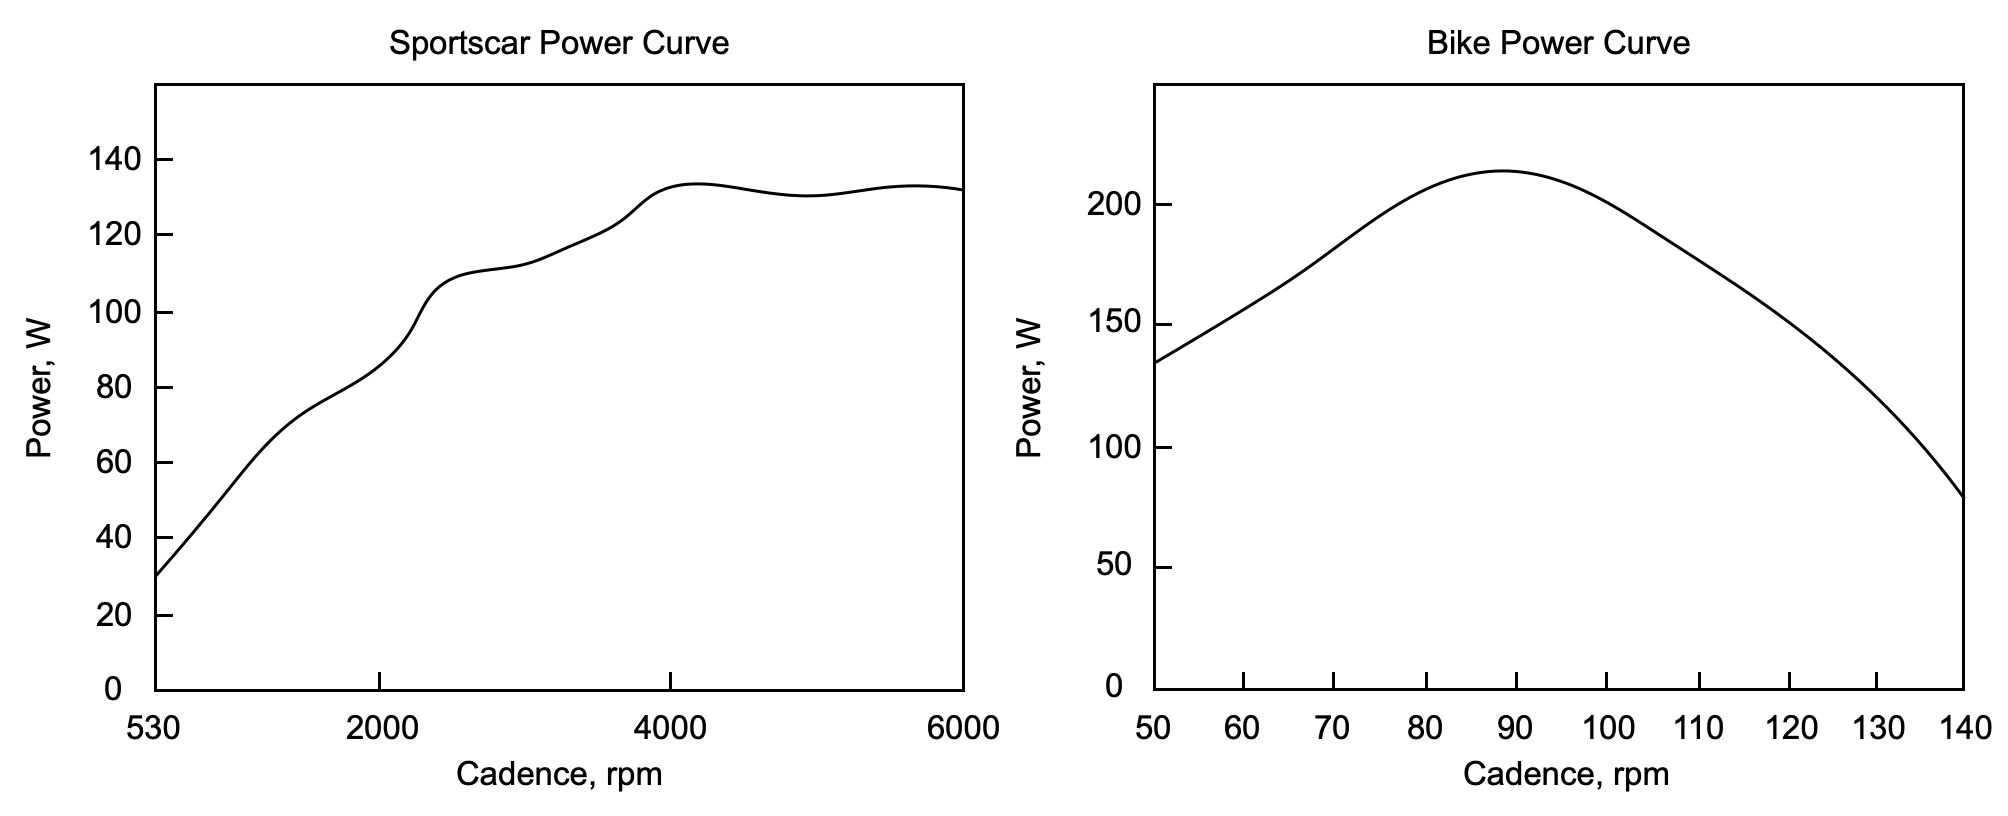 Sportscar Power Curve
140
120
100
80
60
40
20
0
Power, W
530 2000 4000 6000
Cadence, rpm
Bike Power Curve
200
150
100
50
0
Power, W
50 60 70 80 90 100 110 120 130 140
Cadence, rpm